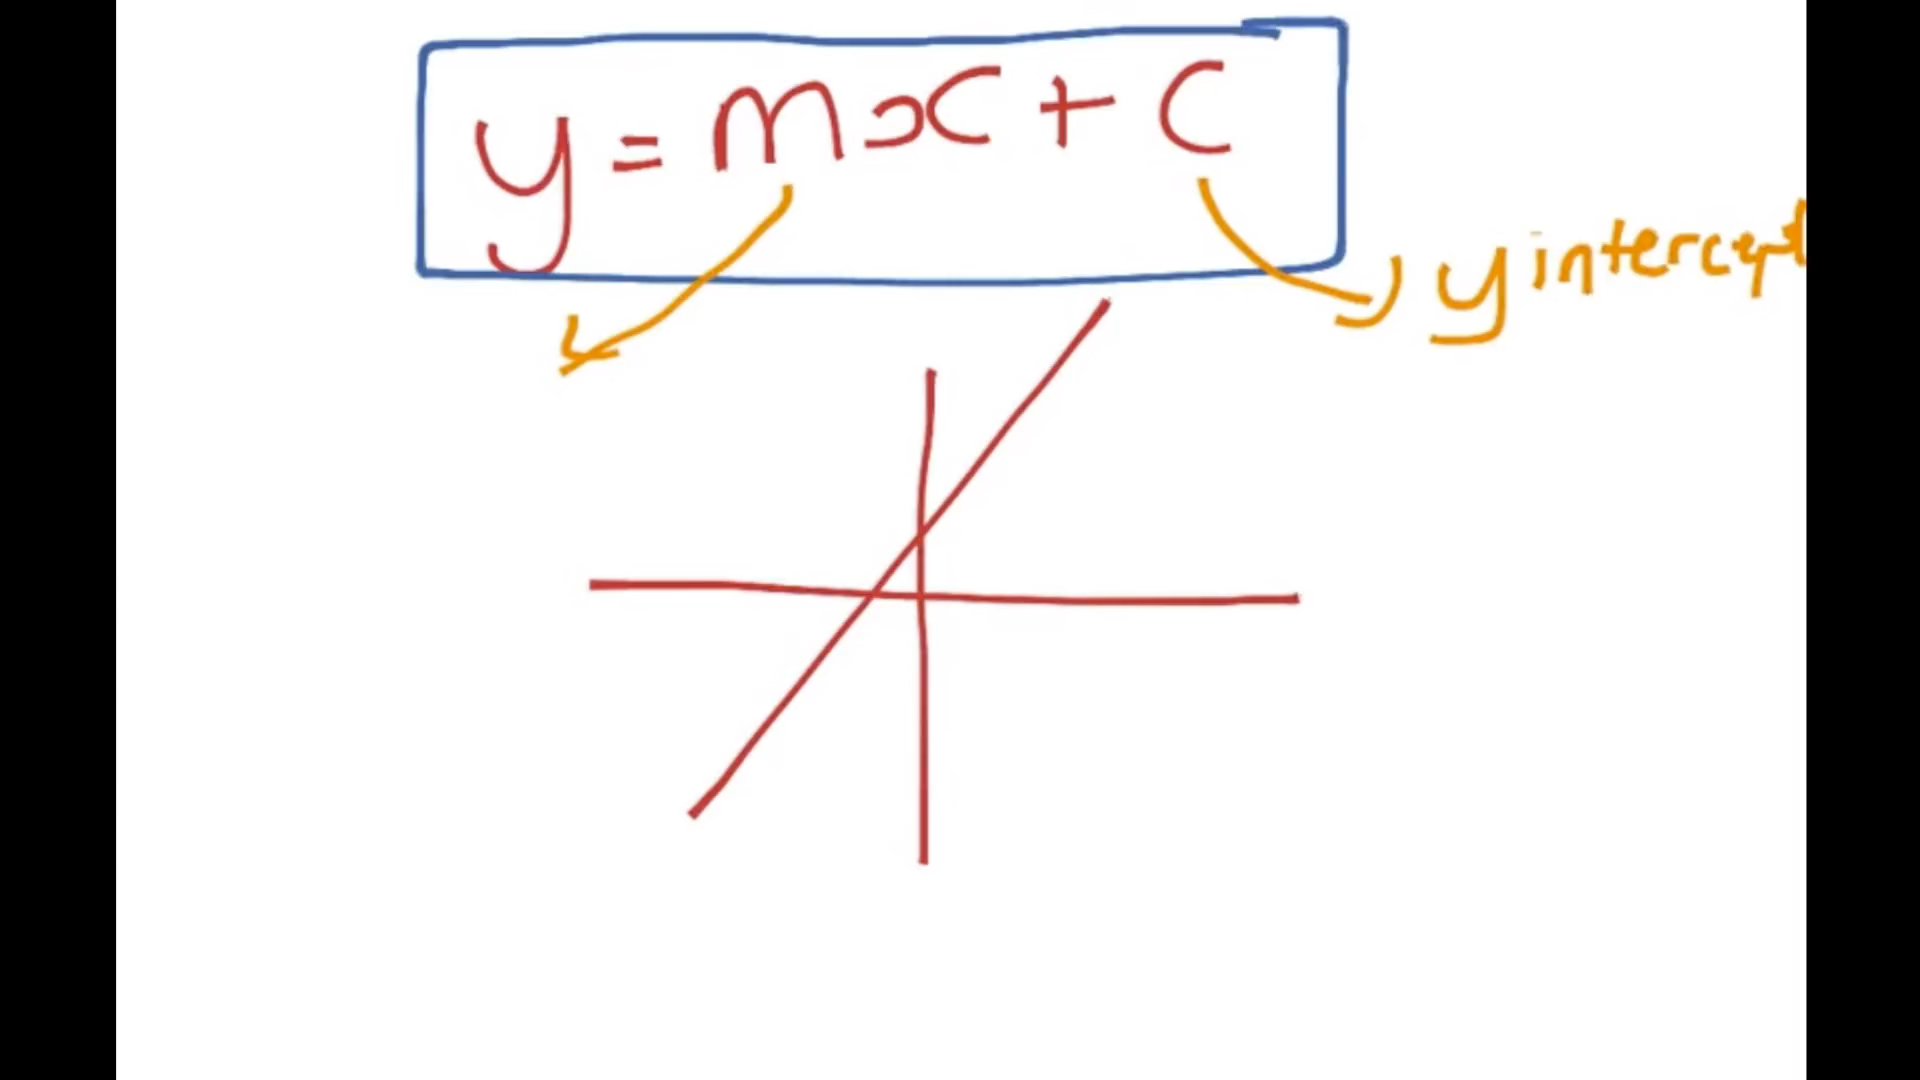 y = mx + c
y intercept